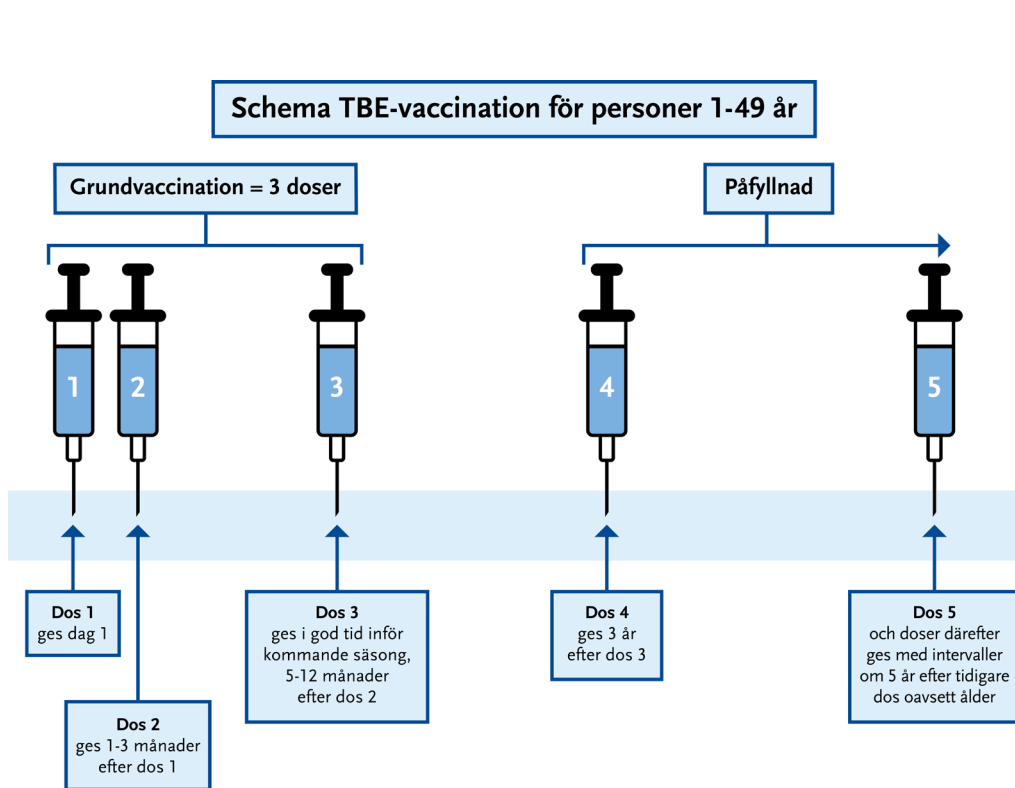 Schema TBE-vaccination för personer 1-49 år
Grundvaccination = 3 doser
Påfyllnad
1
2
3
4
5
Dos 1
ges dag 1
Dos 2
ges 1-3 månader
efter dos 1
Dos 3
ges i god tid inför
kommande säsong,
5-12 månader
efter dos 2
Dos 4
ges 3 år
efter dos 3
Dos 5
och doser därefter
ges med intervaller
om 5 år efter tidigare
dos oavsett ålder